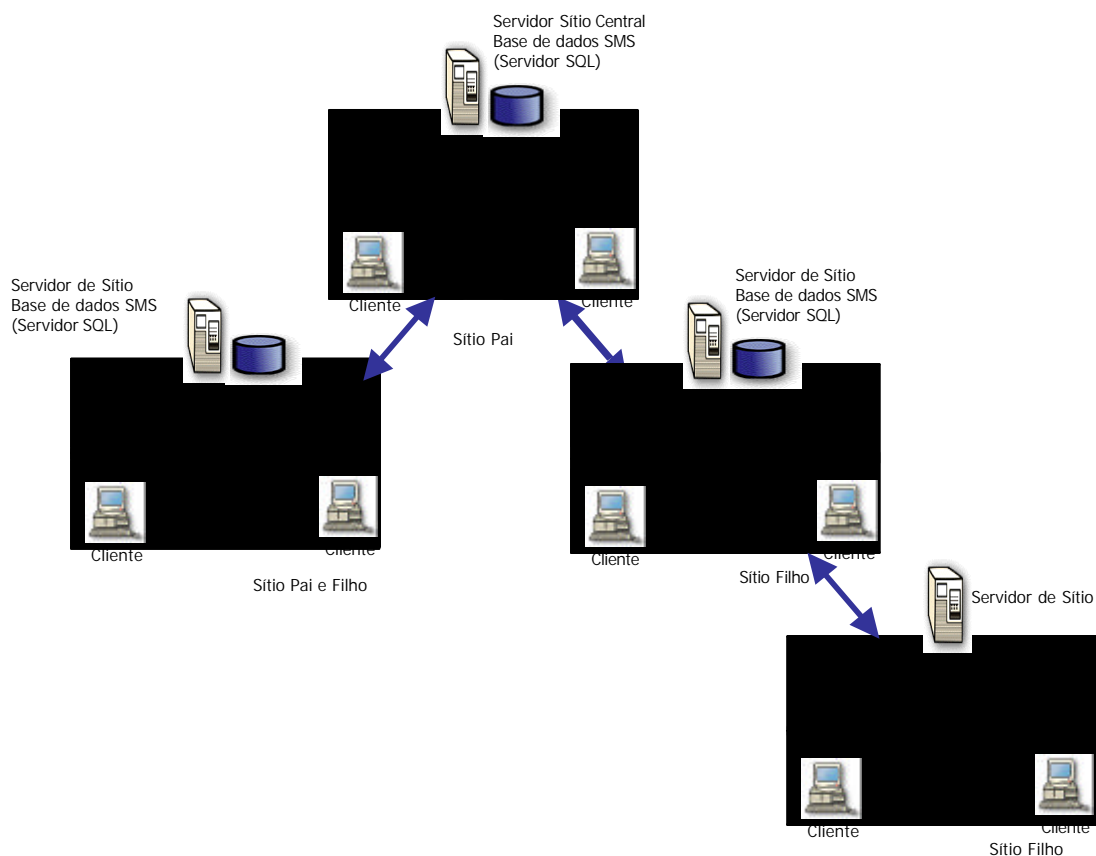 Servidor Sítio Central
Base de dados SMS
(Servidor SQL)
Cliente
Cliente
Sítio Pai
Servidor de Sítio
Base de dados SMS
(Servidor SQL)
Servidor de Sítio
Base de dados SMS
(Servidor SQL)
Cliente
Cliente
Sítio Pai e Filho
Cliente
Cliente
Sítio Filho
Servidor de Sítio
Cliente
Cliente
Sítio Filho